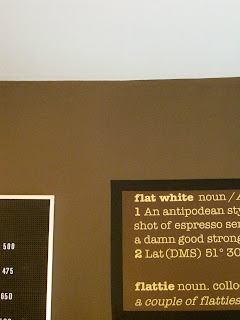 flat white noun / A
1 An antipodean sty
shot of espresso ser
a damn good strong
2 Lat (DMS) 51° 30
flattie noun. collo
a couple of flatties
500
475
650
500